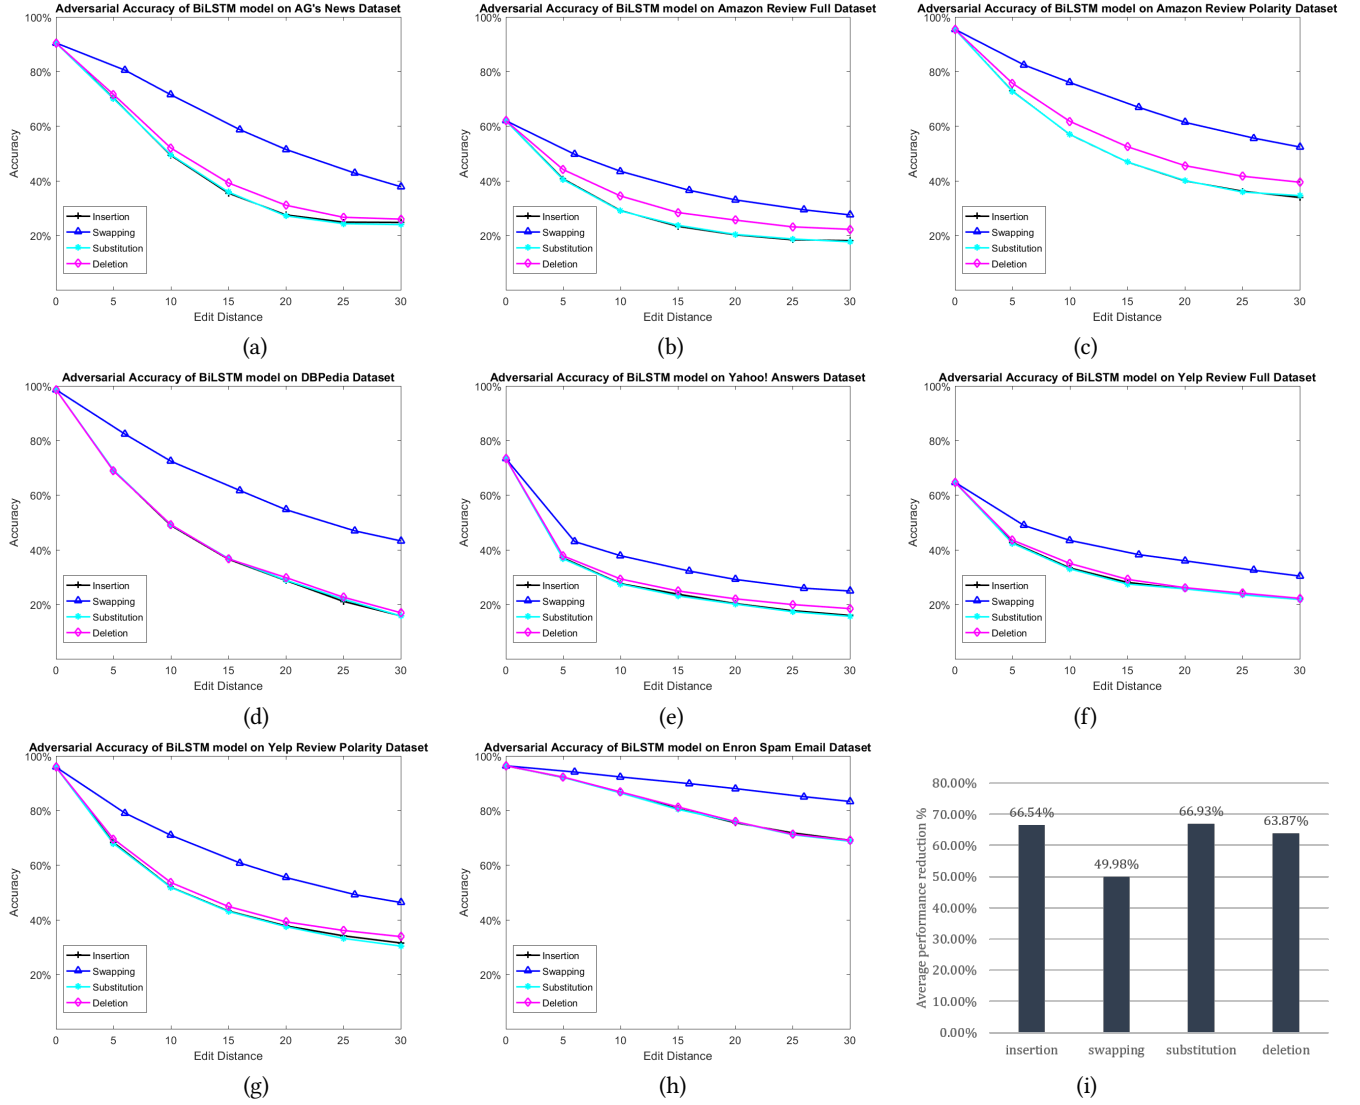 Adversarial Accuracy of BiLSTM model on AG's News Dataset
100%
80%
60%
40%
20%
Accuracy
Insertion
Swapping
Substitution
Deletion
0 5 10 15 20 25 30
Edit Distance
(a)
Adversarial Accuracy of BiLSTM model on Amazon Review Full Dataset
100%
80%
60%
40%
20%
Accuracy
Insertion
Swapping
Substitution
Deletion
0 5 10 15 20 25 30
Edit Distance
(b)
Adversarial Accuracy of BiLSTM model on Amazon Review Polarity Dataset
100%
80%
60%
40%
20%
Accuracy
Insertion
Swapping
Substitution
Deletion
0 5 10 15 20 25 30
Edit Distance
(c)
Adversarial Accuracy of BiLSTM model on DBPedia Dataset
100%
80%
60%
40%
20%
Accuracy
Insertion
Swapping
Substitution
Deletion
0 5 10 15 20 25 30
Edit Distance
(d)
Adversarial Accuracy of BiLSTM model on Yahoo! Answers Dataset
100%
80%
60%
40%
20%
Accuracy
Insertion
Swapping
Substitution
Deletion
0 5 10 15 20 25 30
Edit Distance
(e)
Adversarial Accuracy of BiLSTM model on Yelp Review Full Dataset
100%
80%
60%
40%
20%
Accuracy
Insertion
Swapping
Substitution
Deletion
0 5 10 15 20 25 30
Edit Distance
(f)
Adversarial Accuracy of BiLSTM model on Yelp Review Polarity Dataset
100%
80%
60%
40%
20%
Accuracy
Insertion
Swapping
Substitution
Deletion
0 5 10 15 20 25 30
Edit Distance
(g)
Adversarial Accuracy of BiLSTM model on Enron Spam Email Dataset
100%
80%
60%
40%
20%
Accuracy
Insertion
Swapping
Substitution
Deletion
0 5 10 15 20 25 30
Edit Distance
(h)
Average performance reduction %
80.00%
70.00%
60.00%
50.00%
40.00%
30.00%
20.00%
10.00%
0.00%
66.54%
49.98%
66.93%
63.87%
insertion swapping substitution deletion
(i)